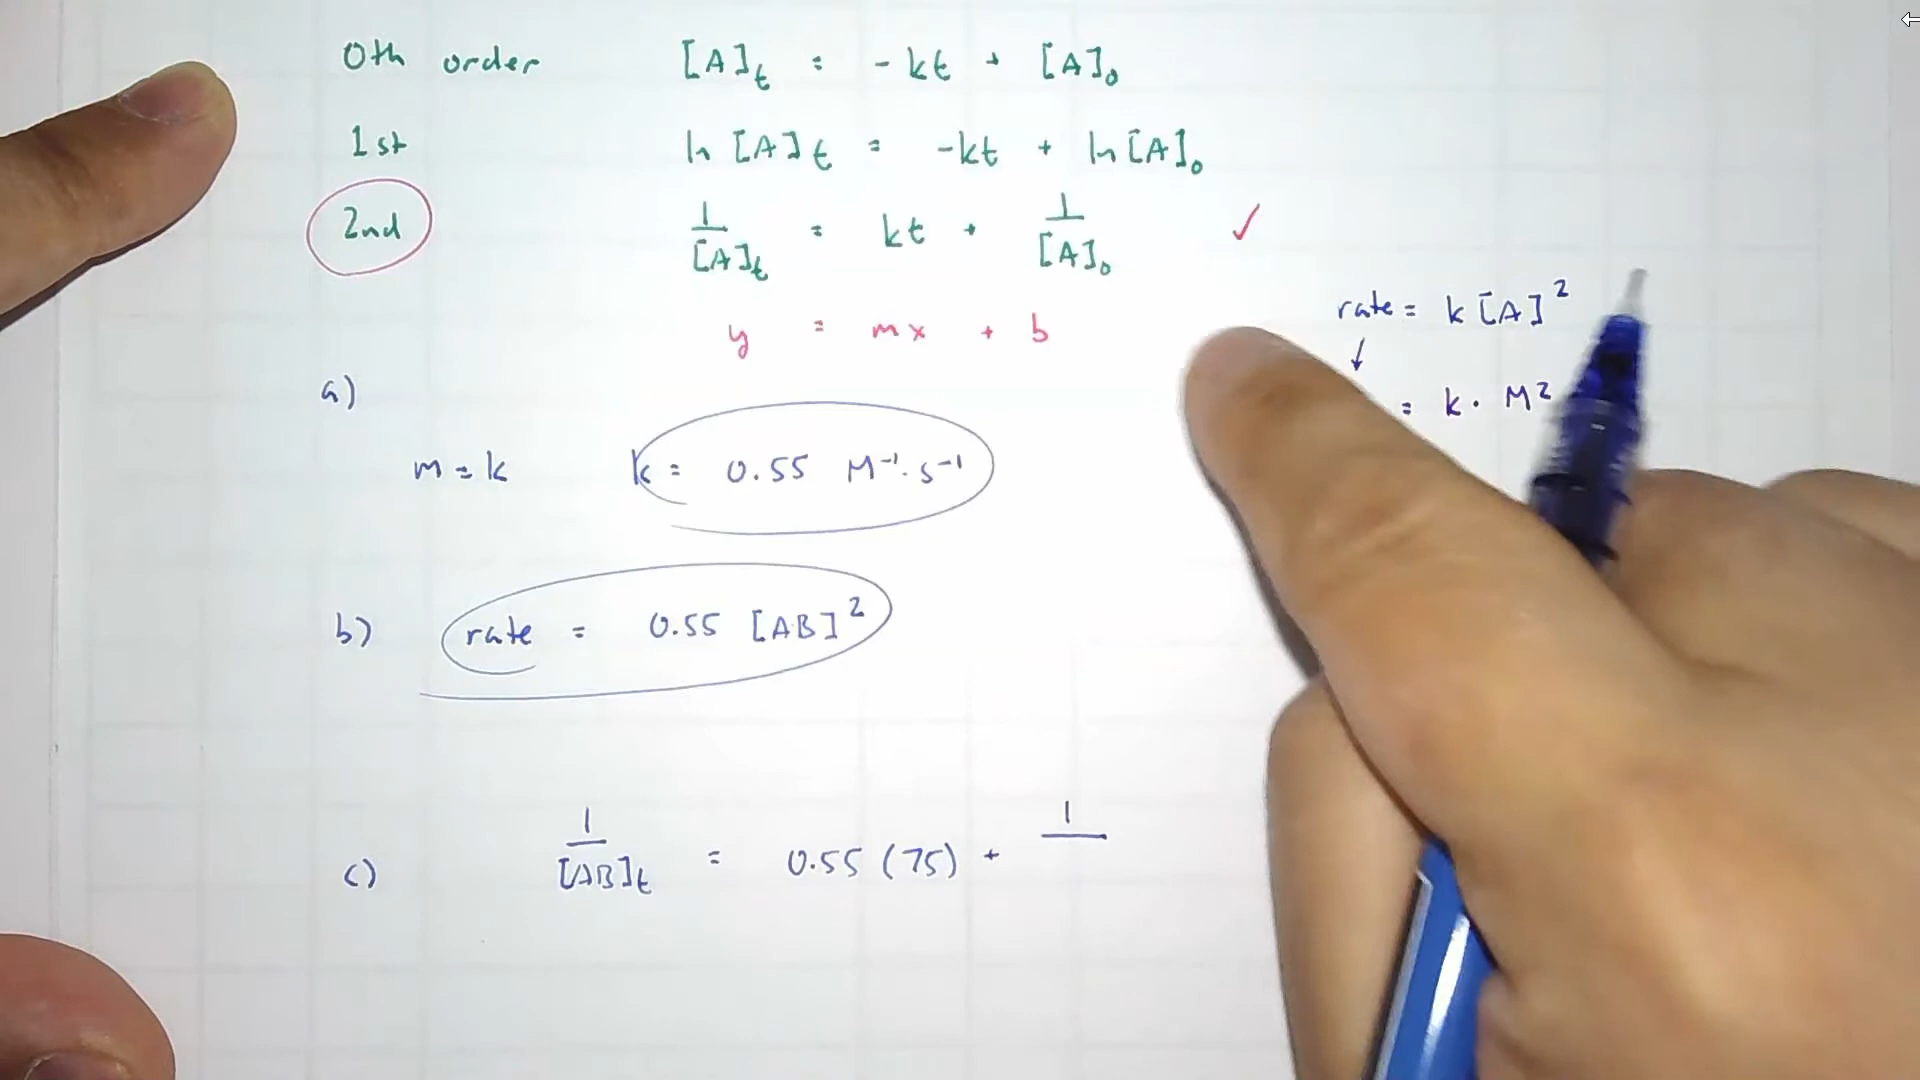 0th order [A]t = -kt + [A]0
1st ln [A]t = -kt + ln [A]0
2nd 1/[A]t = kt + 1/[A]0 ✓
y = mx + b
rate = k [A]²
↓
= k · M²
a)
m = k k = 0.55 M⁻¹·s⁻¹
b) rate = 0.55 [AB]²
c) 1/[AB]t = 0.55 (75) + 1/